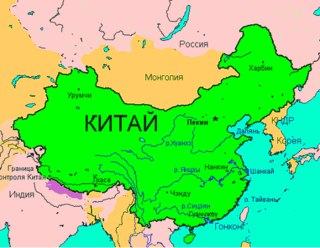 Россия
Монголия
Харбин
Урумчи
КИТАЙ
Пекин
КНДР
Далянь
Корея
р.Хуанхэ
Граница
контроля Китая
Лхаса
Индия
р. Янцзы
Нанкин
Шанхай
Чэнду
р. Тайвань
р.Сицзян
Гонконг